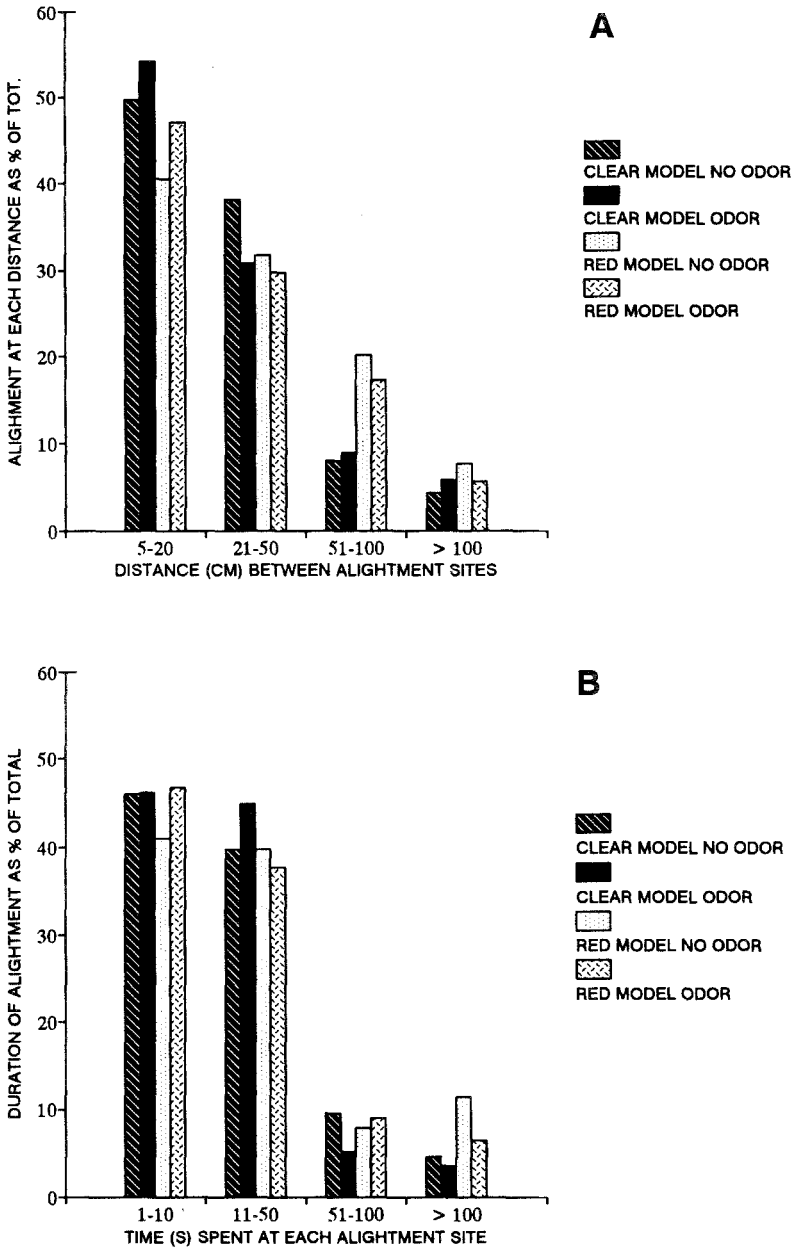 A
ALIGHMENT AT EACH DISTANCE AS % OF TOT.
60
50
40
30
20
10
0
5-20 21-50 51-100 > 100
DISTANCE (CM) BETWEEN ALIGHTMENT SITES
CLEAR MODEL NO ODOR
CLEAR MODEL ODOR
RED MODEL NO ODOR
RED MODEL ODOR
B
DURATION OF ALIGHTMENT AS % OF TOTAL
60
50
40
30
20
10
0
1-10 11-50 51-100 > 100
TIME (S) SPENT AT EACH ALIGHTMENT SITE
CLEAR MODEL NO ODOR
CLEAR MODEL ODOR
RED MODEL NO ODOR
RED MODEL ODOR